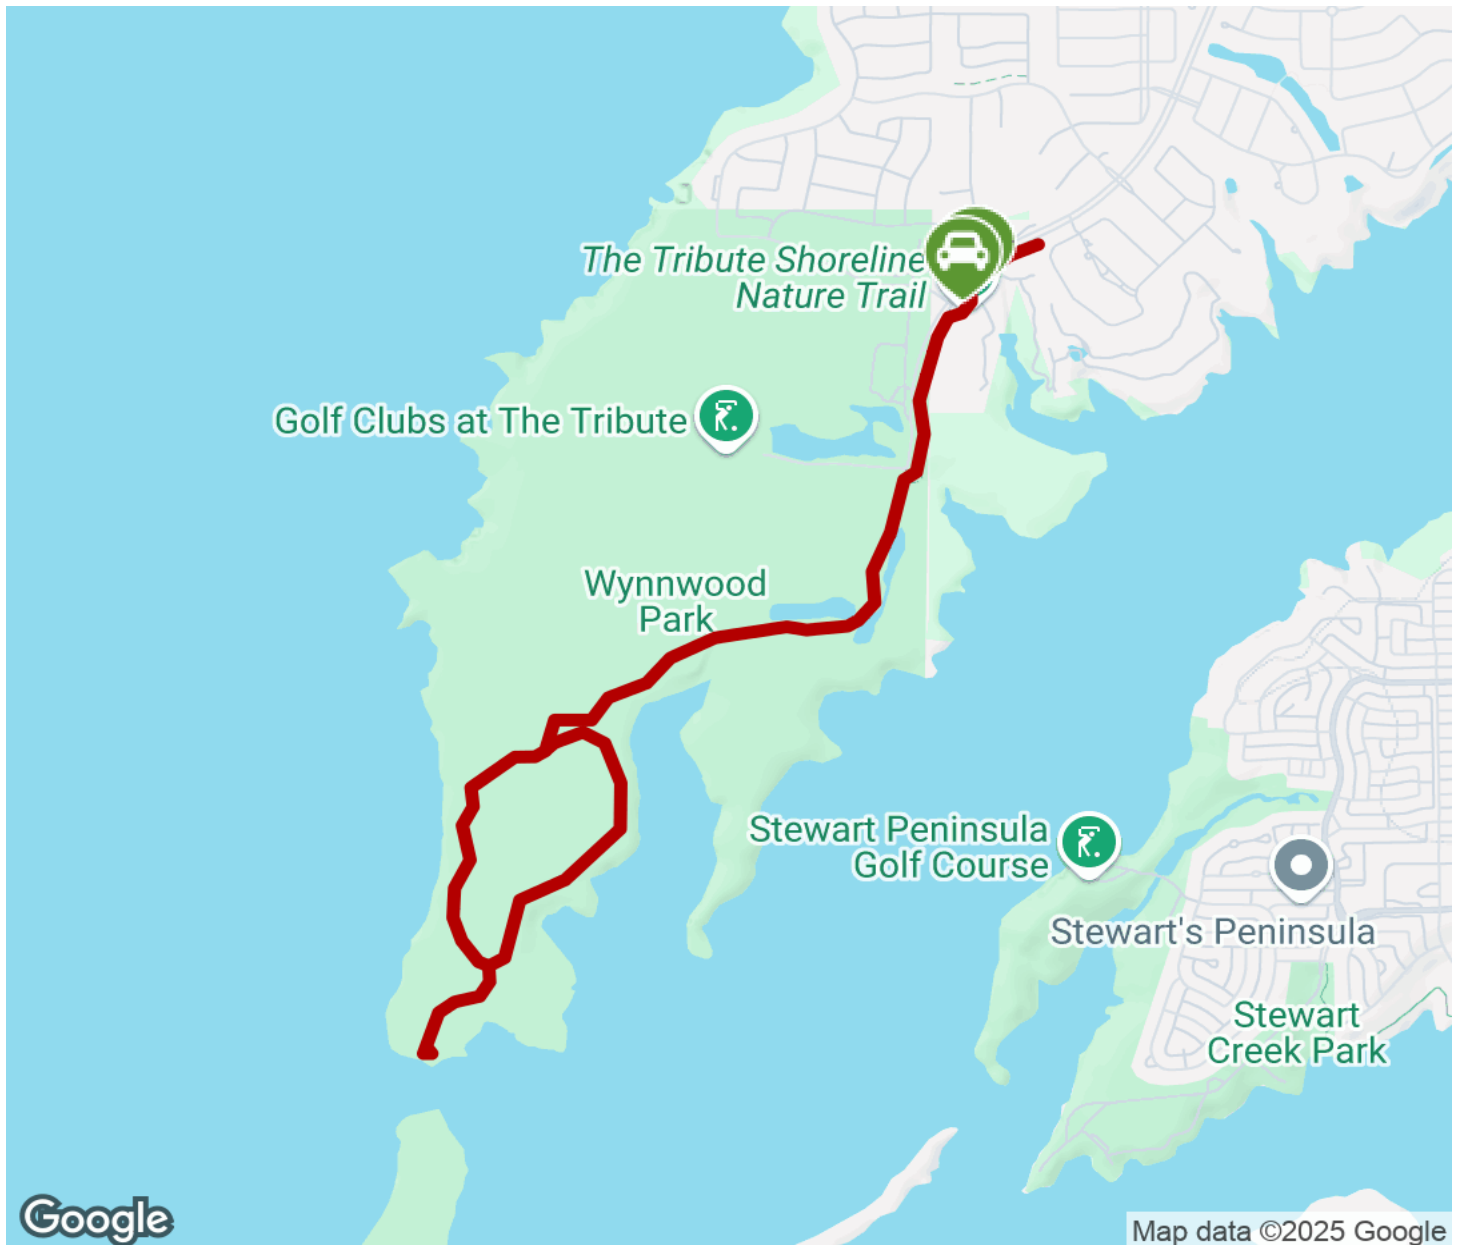 The Tribute Shoreline
Nature Trail
Golf Clubs at The Tribute
Wynnwood
Park
Stewart Peninsula
Golf Course
Stewart's Peninsula
Stewart
Creek Park
Google
Map data ©2025 Google